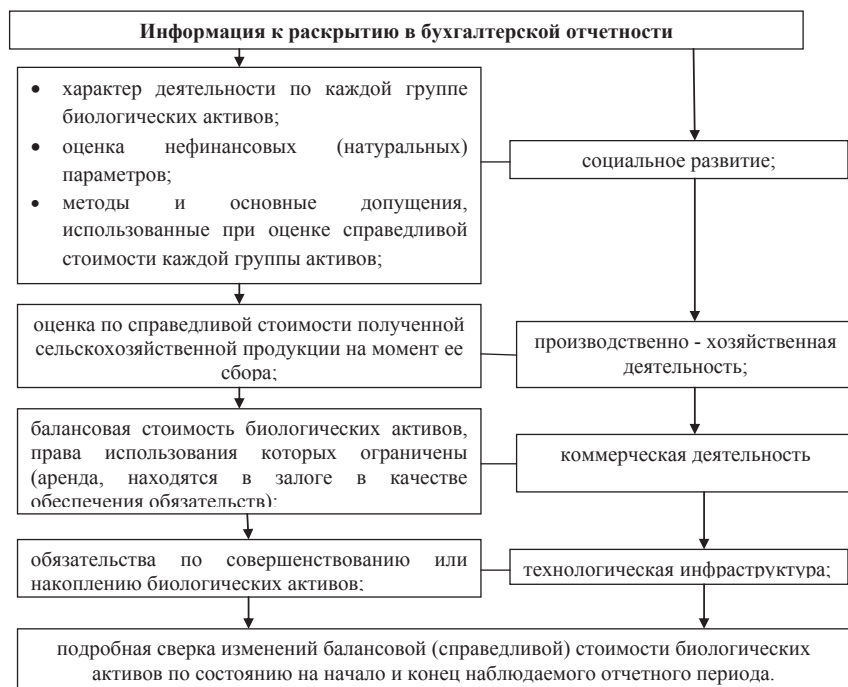 Информация к раскрытию в бухгалтерской отчетности
• характер деятельности по каждой группе
биологических активов;
• оценка нефинансовых (натуральных)
параметров;
• методы и основные допущения,
использованные при оценке справедливой
стоимости каждой группы активов;
социальное развитие;
оценка по справедливой стоимости полученной
сельскохозяйственной продукции на момент ее
сбора;
производственно - хозяйственная
деятельность;
балансовая стоимость биологических активов,
права использования которых ограничены
(аренда, находятся в залоге в качестве
обеспечения обязательств);
коммерческая деятельность
обязательства по совершенствованию или
накоплению биологических активов;
технологическая инфраструктура;
подробная сверка изменений балансовой (справедливой) стоимости биологических
активов по состоянию на начало и конец наблюдаемого отчетного периода.